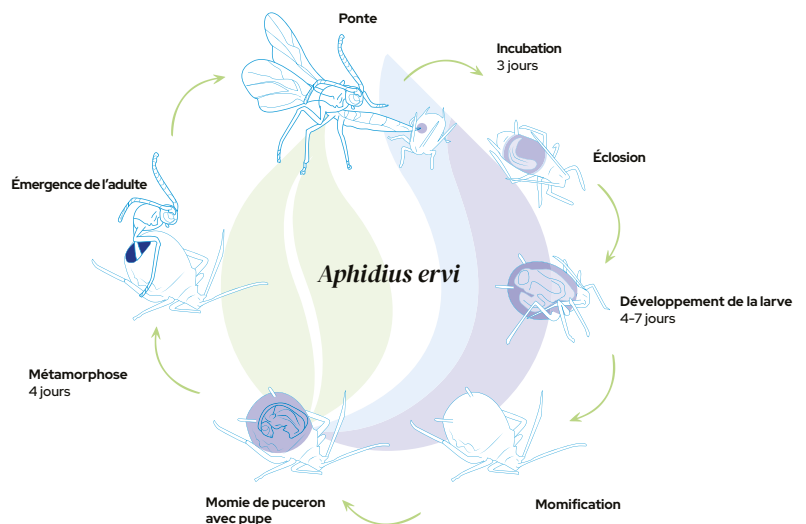 Ponte
Incubation
3 jours
Éclosion
Émergence de l'adulte
Aphidius ervi
Développement de la larve
4-7 jours
Métamorphose
4 jours
Momie de puceron
avec pupe
Momification